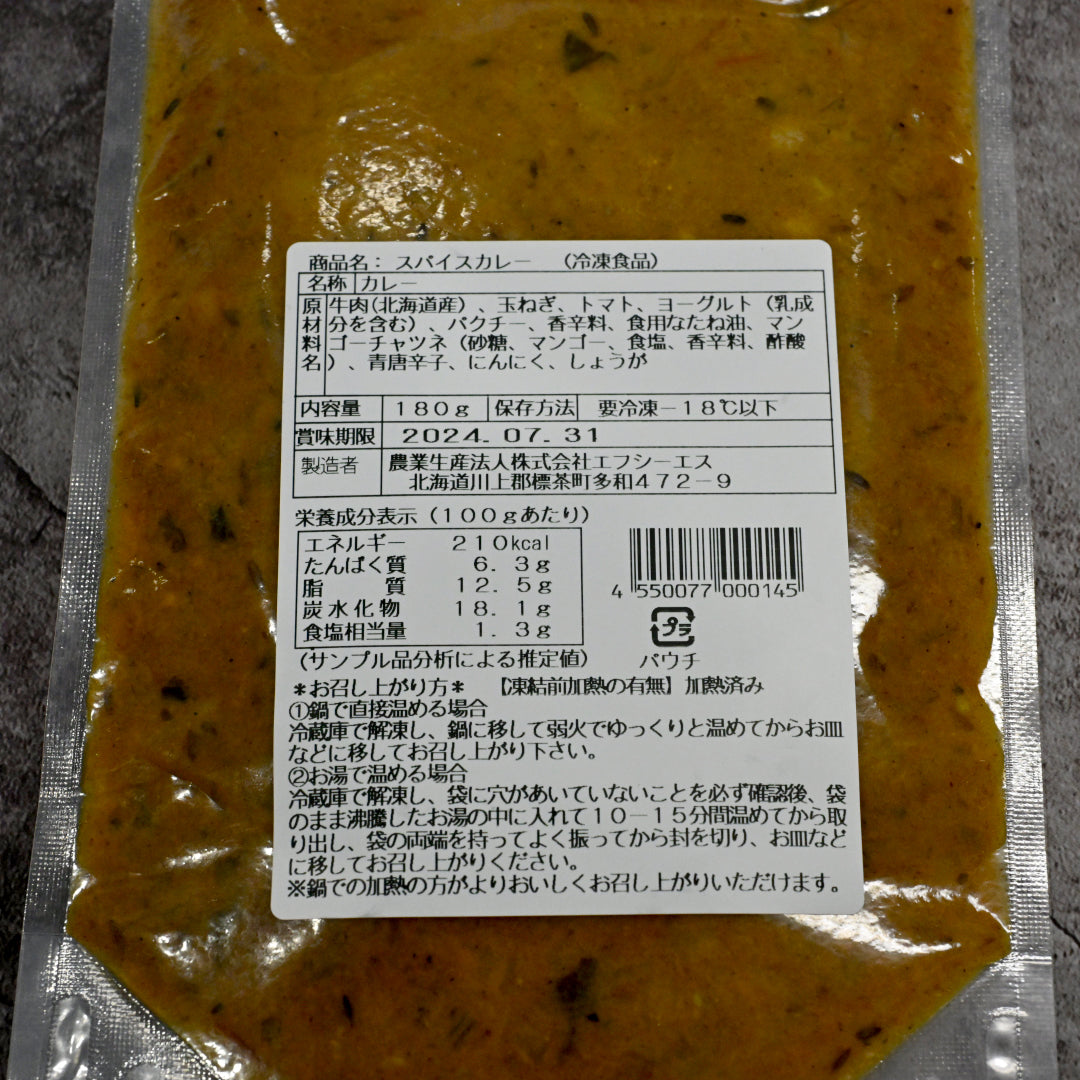 商品名: スパイスカレー (冷凍食品)
名称 カレー
原材料名 牛肉(北海道産)、玉ねぎ、トマト、ヨーグルト(乳成
分を含む)、パクチー、香辛料、食用なたね油、マン
ゴーチャツネ(砂糖、マンゴー、食塩、香辛料、酢酸
)、青唐辛子、にんにく、しょうが
内容量 180g 保存方法 要冷凍-18℃以下
賞味期限 2024.07.31
製造者 農業生産法人株式会社エフシーエス
北海道川上郡標茶町多和472-9
栄養成分表示(100gあたり)
エネルギー 210kcal
たんぱく質 6.3g
脂質 12.5g
炭水化物 18.1g
食塩相当量 1.3g
(サンプル品分析による推定値)
4 550077 000145
プラ
パウチ
*お召し上がり方* 【凍結前加熱の有無】加熱済み
①鍋で直接温める場合
冷蔵庫で解凍し、鍋に移して弱火でゆっくりと温めてからお皿
などに移してお召し上がり下さい。
②お湯で温める場合
冷蔵庫で解凍し、袋に穴があいていないことを必ず確認後、袋
のまま沸騰したお湯の中に入れて10-15分間温めてから取
り出し、袋の両端を持ってよく振ってから封を切り、お皿など
に移してお召し上がりください。
※鍋での加熱の方がよりおいしくお召し上がりいただけます。